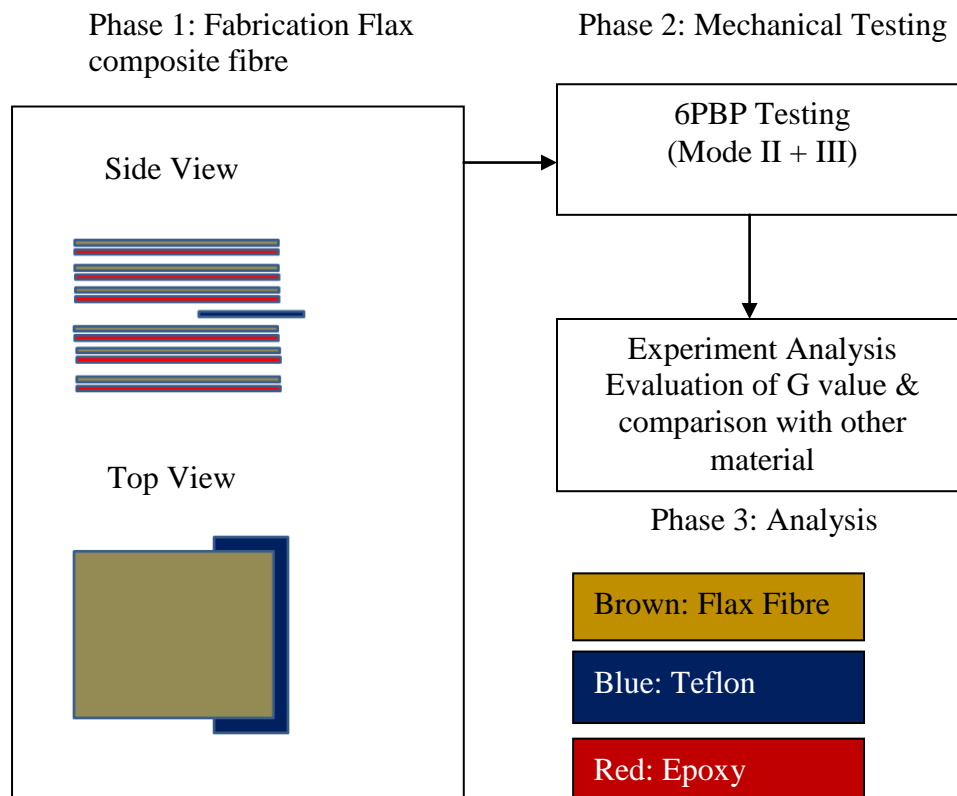 Phase 1: Fabrication Flax
composite fibre
Side View
Top View
Phase 2: Mechanical Testing
6PBP Testing
(Mode II + III)
Experiment Analysis
Evaluation of G value &
comparison with other
material
Phase 3: Analysis
Brown: Flax Fibre
Blue: Teflon
Red: Epoxy